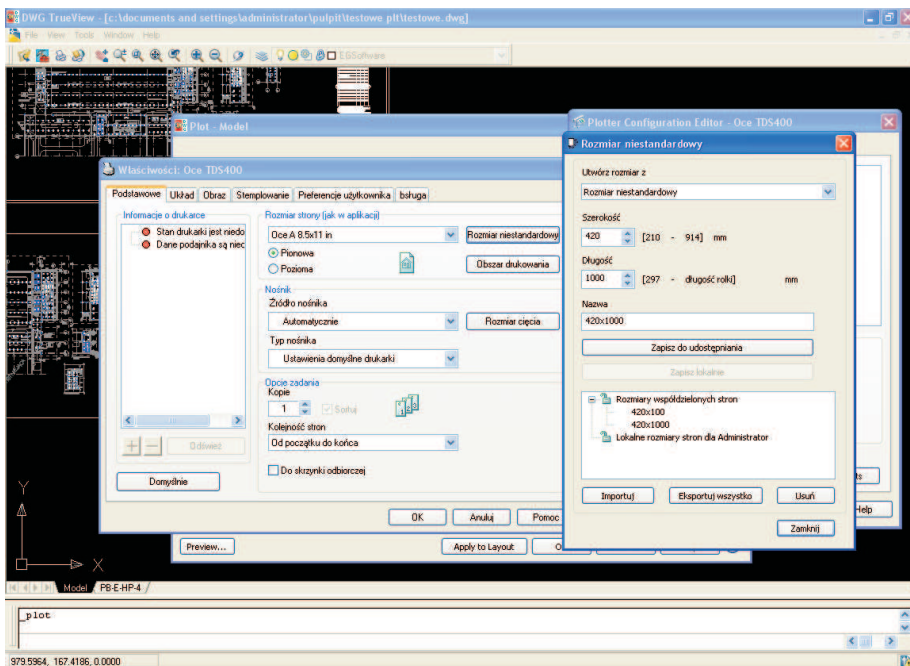 DWG TrueView - [c:\documents and settings\administrator\pulpit\testowe plt\testowe.dwg]
File View Tools Window Help
EGSoftware
Plot - Model
Plotter Configuration Editor - Oce TDS400
Właściwości: Oce TDS400
Podstawowe Układ Obraz Stemplowanie Preferencje użytkownika bsługa
Informacje o drukarce
Stan drukarki jest niedo
Dane podajnika są niec
Odśwież
Domyślnie
Rozmiar strony (jak w aplikacji)
Oce A 8.5x11 in
Rozmiar niestandardowy
Pionowa
Pozioma
Obszar drukowania
Nośnik
Źródło nośnika
Automatycznie
Rozmiar cięcia
Typ nośnika
Ustawienia domyślne drukarki
Opcje zadania
Kopie
1
Sortuj
1 2 3
Kolejność stron
Od początku do końca
Do skrzynki odbiorczej
OK Anuluj Pomoc
Rozmiar niestandardowy
Utwórz rozmiar z
Rozmiar niestandardowy
Szerokość
420 [210 - 914] mm
Długość
1000 [297 - długość rolki] mm
Nazwa
420x1000
Zapisz do udostępniania
Zapisz lokalnie
Rozmiary współdzielonych stron
420x100
420x1000
Lokalne rozmiary stron dla Administrator
Importuj Eksportuj wszystko Usuń
Zamknij
ts
Help
Preview... Apply to Layout O
Y
X
Model PB-E-HP-4
_plot
979.5964, 167.4186, 0.0000